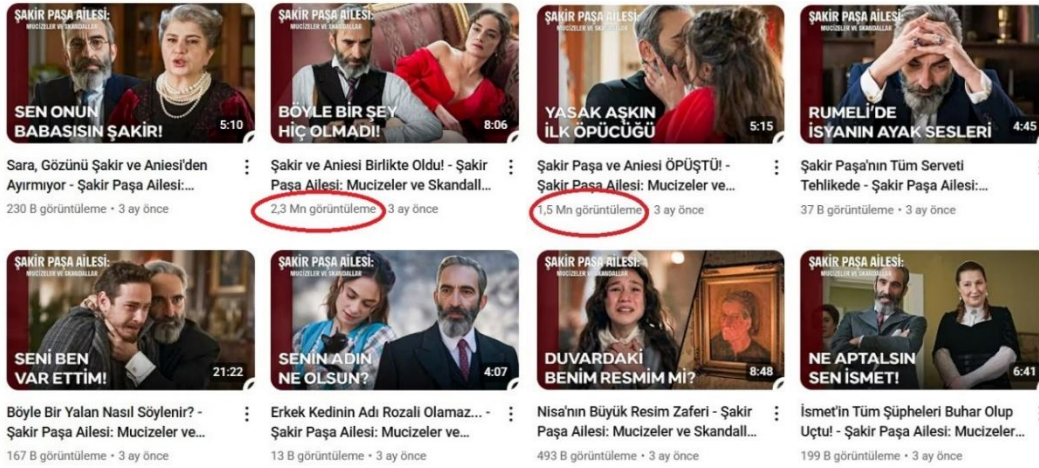 ŞAKİR PAŞA AİLESİ:
MUCİZELER VE SKANDALLAR
SEN ONUN
BABASISIN ŞAKİR!
5:10
Sara, Gözünü Şakir ve Aniesi'den
Ayırmıyor - Şakir Paşa Ailesi:...
230 B görüntüleme • 3 ay önce
ŞAKİR PAŞA AİLESİ:
MUCİZELER VE SKANDALLAR
BÖYLE BİR ŞEY
HİÇ OLMADI!
8:06
Şakir ve Aniesi Birlikte Oldu! - Şakir
Paşa Ailesi: Mucizeler ve Skandall...
2,3 Mn görüntüleme • 3 ay önce
ŞAKİR PAŞA AİLESİ:
MUCİZELER VE SKANDALLAR
YASAK AŞKIN
İLK ÖPÜCÜĞÜ
5:15
Şakir Paşa ve Aniesi ÖPÜŞTÜ! -
Şakir Paşa Ailesi: Mucizeler ve...
1,5 Mn görüntüleme • 3 ay önce
ŞAKİR PAŞA AİLESİ:
MUCİZELER VE SKANDALLAR
RUMELİ'DE
İSYANIN AYAK SESLERİ
4:45
Şakir Paşa'nın Tüm Serveti
Tehlikede - Şakir Paşa Ailesi:...
37 B görüntüleme • 3 ay önce
ŞAKİR PAŞA AİLESİ:
MUCİZELER VE SKANDALLAR
SENİ BEN
VAR ETTİM!
21:22
Böyle Bir Yalan Nasıl Söylenir? -
Şakir Paşa Ailesi: Mucizeler ve...
167 B görüntüleme • 3 ay önce
ŞAKİR PAŞA AİLESİ:
MUCİZELER VE SKANDALLAR
SENİN ADIN
NE OLSUN?
4:07
Erkek Kedinin Adı Rozali Olamaz... -
Şakir Paşa Ailesi: Mucizeler ve...
13 B görüntüleme • 3 ay önce
ŞAKİR PAŞA AİLESİ:
MUCİZELER VE SKANDALLAR
DUVARDAKİ
BENİM RESMİM Mİ?
8:48
Nisa'nın Büyük Resim Zaferi - Şakir
Paşa Ailesi: Mucizeler ve Skandall...
493 B görüntüleme • 3 ay önce
ŞAKİR PAŞA AİLESİ:
MUCİZELER VE SKANDALLAR
NE APTALSIN
SEN İSMET!
6:41
İsmet'in Tüm Şüpheleri Buhar Olup
Uçtu! - Şakir Paşa Ailesi: Mucizeler...
199 B görüntüleme • 3 ay önce